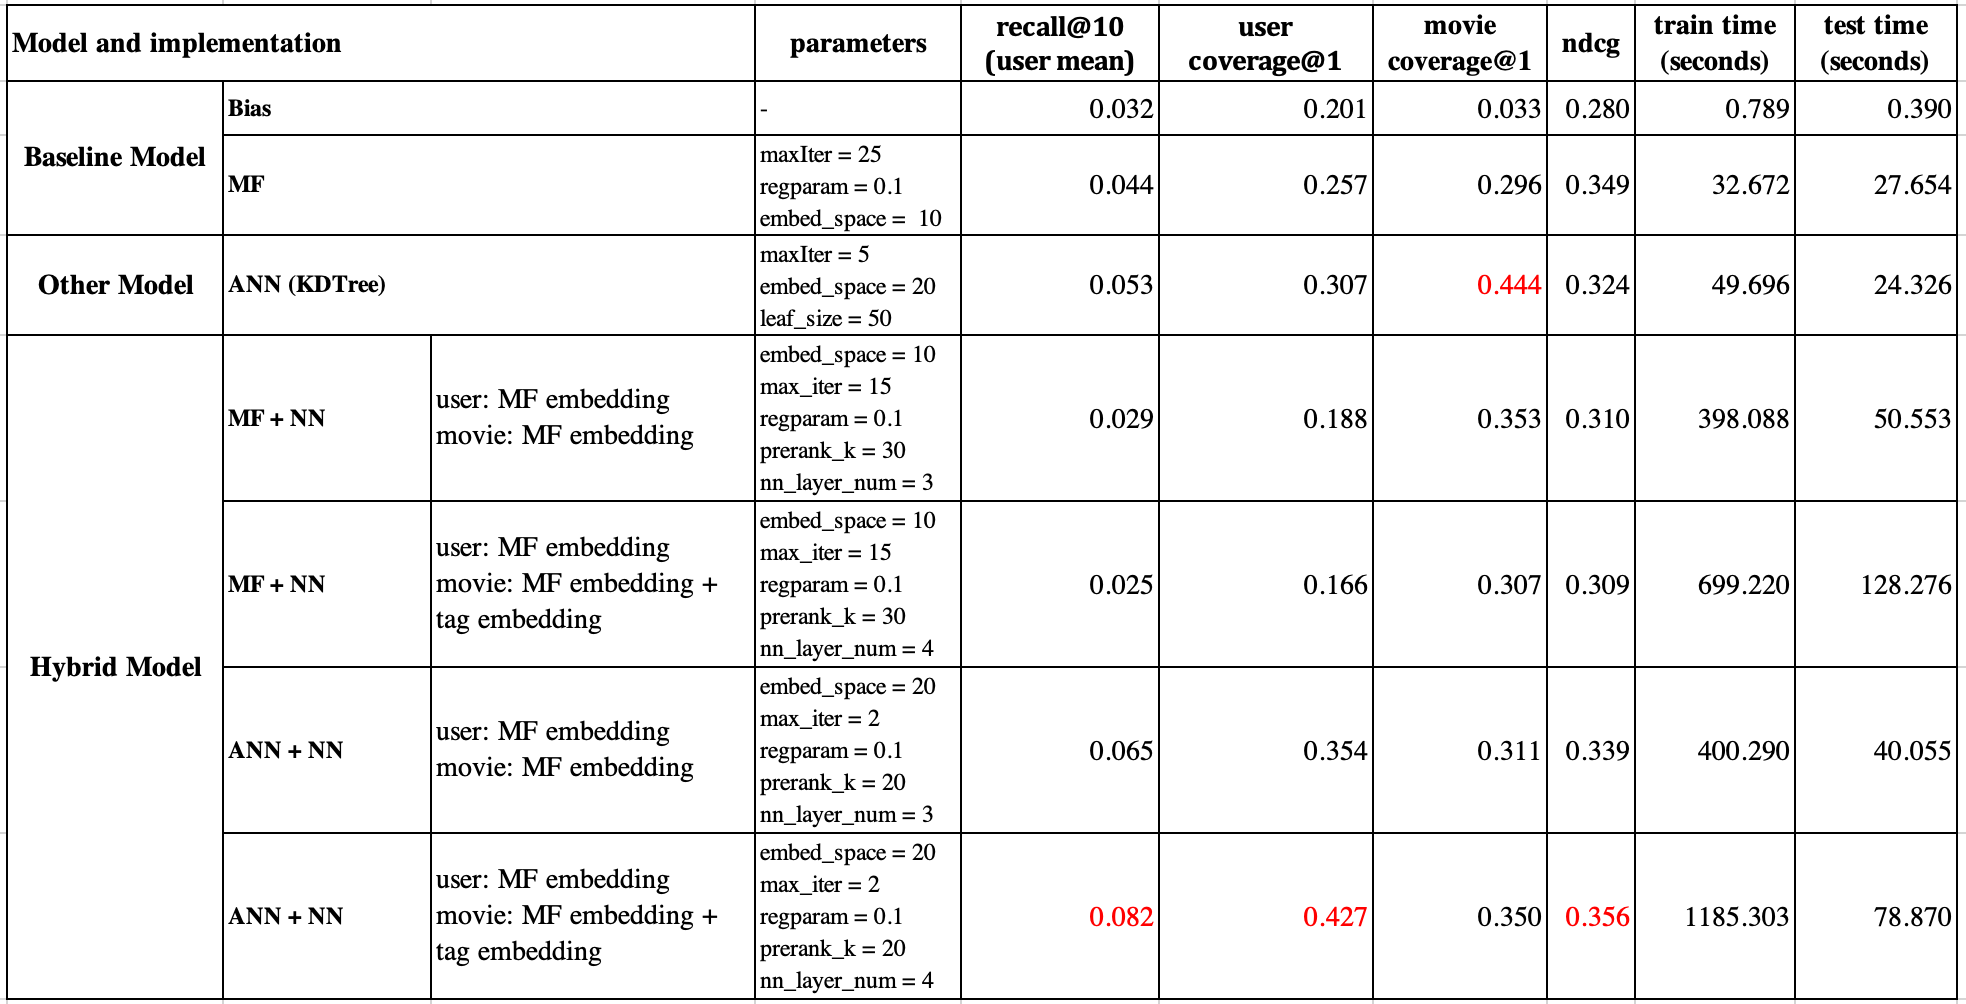 Model and implementation
parameters
recall@10
(user mean)
user
coverage@1
movie
coverage@1
ndcg
train time
(seconds)
test time
(seconds)
Baseline Model
Bias
-
0.032
0.201
0.033
0.280
0.789
0.390
MF
maxIter = 25
regparam = 0.1
embed_space =  10
0.044
0.257
0.296
0.349
32.672
27.654
Other Model
ANN (KDTree)
maxIter = 5
embed_space = 20
leaf_size = 50
0.053
0.307
0.444
0.324
49.696
24.326
Hybrid Model
MF + NN
user: MF embedding
movie: MF embedding
embed_space = 10
max_iter = 15
regparam = 0.1
prerank_k = 30
nn_layer_num = 3
0.029
0.188
0.353
0.310
398.088
50.553
MF + NN
user: MF embedding
movie: MF embedding +
tag embedding
embed_space = 10
max_iter = 15
regparam = 0.1
prerank_k = 30
nn_layer_num = 4
0.025
0.166
0.307
0.309
699.220
128.276
ANN + NN
user: MF embedding
movie: MF embedding
embed_space = 20
max_iter = 2
regparam = 0.1
prerank_k = 20
nn_layer_num = 3
0.065
0.354
0.311
0.339
400.290
40.055
ANN + NN
user: MF embedding
movie: MF embedding +
tag embedding
embed_space = 20
max_iter = 2
regparam = 0.1
prerank_k = 20
nn_layer_num = 4
0.082
0.427
0.350
0.356
1185.303
78.870